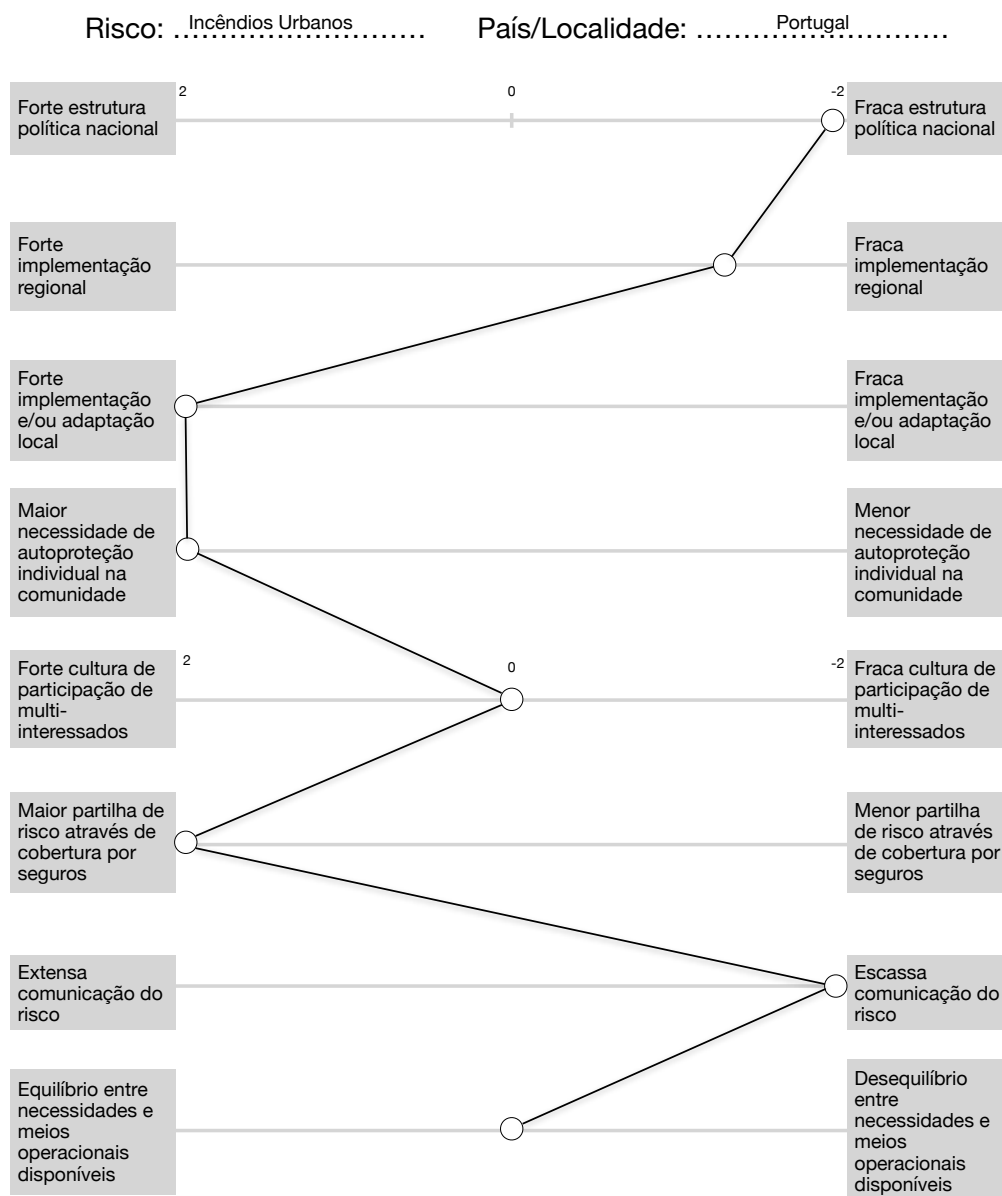 Risco: Incêndios Urbanos País/Localidade: Portugal
2 0 -2
Forte estrutura
política nacional
Fraca estrutura
política nacional
Forte
implementação
regional
Fraca
implementação
regional
Forte
implementação
e/ou adaptação
local
Fraca
implementação
e/ou adaptação
local
Maior
necessidade de
autoproteção
individual na
comunidade
Menor
necessidade de
autoproteção
individual na
comunidade
2 0 -2
Forte cultura de
participação de
multi-
interessados
Fraca cultura de
participação de
multi-
interessados
Maior partilha de
risco através de
cobertura por
seguros
Menor partilha
de risco através
de cobertura por
seguros
Extensa
comunicação do
risco
Escassa
comunicação do
risco
Equilíbrio entre
necessidades e
meios
operacionais
disponíveis
Desequilíbrio
entre
necessidades e
meios
operacionais
disponíveis